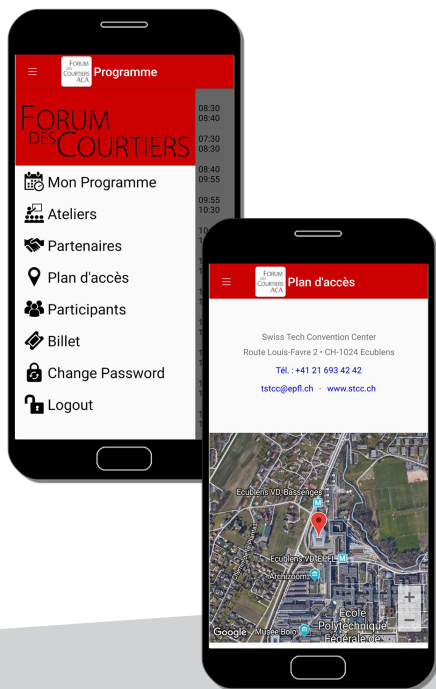 FORUM
DES
COURTIERS
ACA
Programme
FORUM
DES COURTIERS
08:30
08:40
07:30
08:30
08:40
09:55
09:55
10:30
Mon Programme
Ateliers
Partenaires
Plan d'accès
Participants
Billet
Change Password
Logout
FORUM
DES
COURTIERS
ACA
Plan d'accès
Swiss Tech Convention Center
Route Louis-Favre 2 • CH-1024 Ecublens
Tél. : +41 21 693 42 42
tstcc@epfl.ch - www.stcc.ch
Ecublens VD, Bassenges
M
Ecublens VD, EPFL
M
Archizoom
École
Polytechnique
Fédérale de
Musée Bolo
Google
+
−